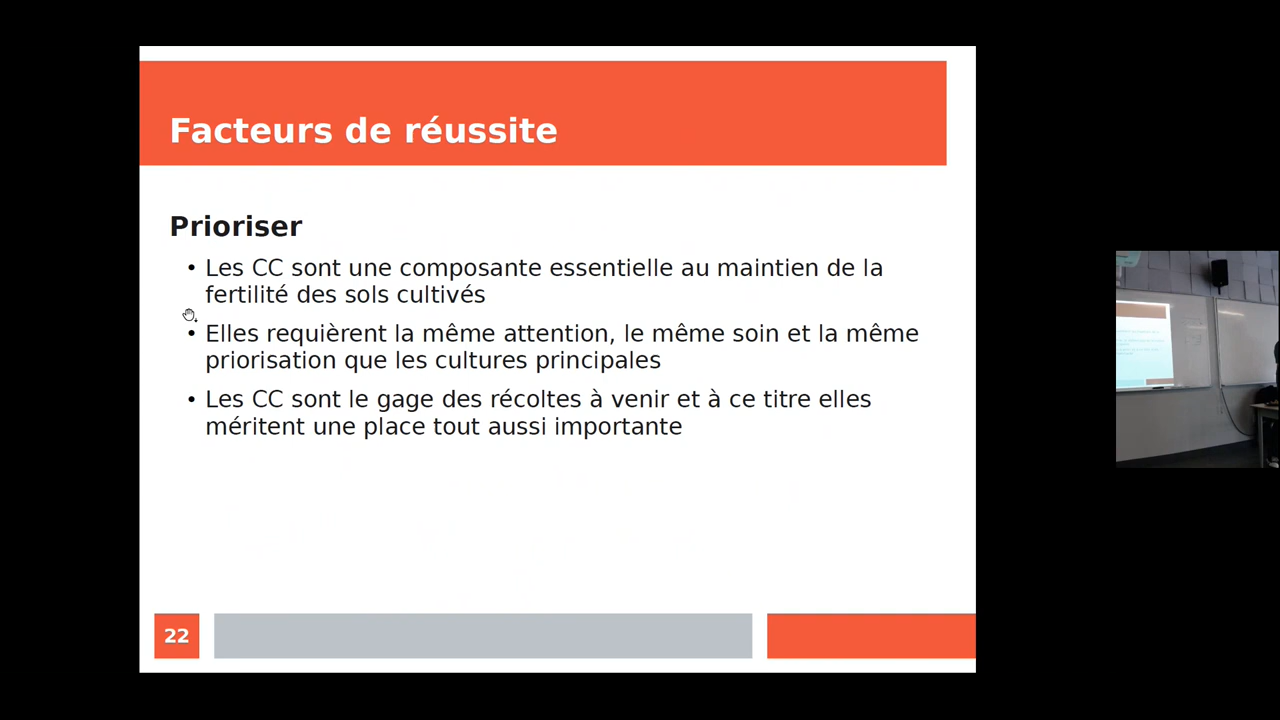 Facteurs de réussite
Prioriser
• Les CC sont une composante essentielle au maintien de la
fertilité des sols cultivés
• Elles requièrent la même attention, le même soin et la même
priorisation que les cultures principales
• Les CC sont le gage des récoltes à venir et à ce titre elles
méritent une place tout aussi importante
22